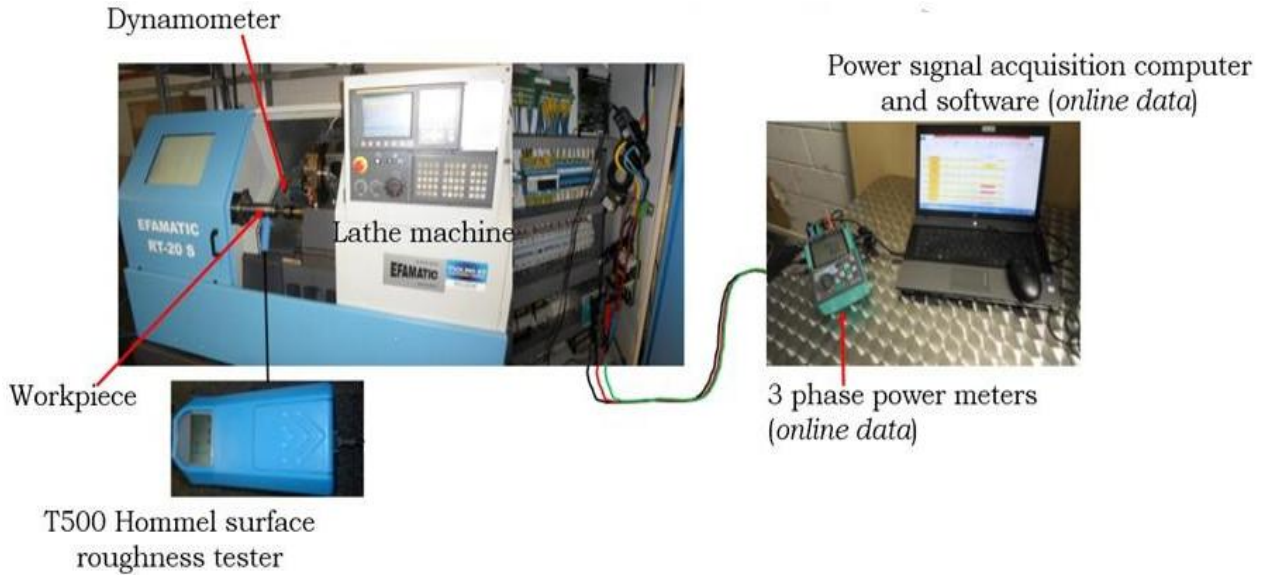 Dynamometer
Power sıgnal acquisition computer
and software (online data)
EFAMATIC
RT-20 S
Lathe machine
EFAMATIC
Workpiece
3 phase power meters
(online data)
T500 Hommel surface
roughness tester